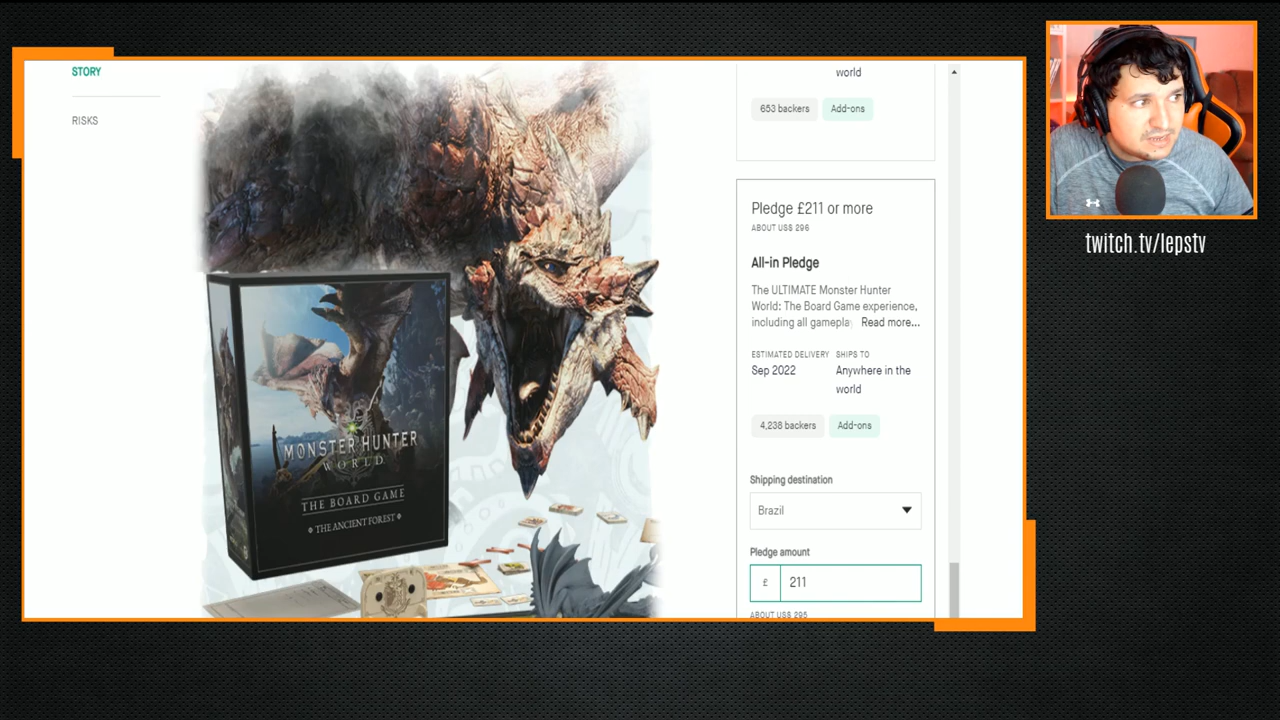 STORY
RISKS
MONSTER HUNTER
WORLD
THE BOARD GAME
THE ANCIENT FOREST
world
653 backers
Add-ons
Pledge £211 or more
ABOUT US$ 296
All-in Pledge
The ULTIMATE Monster Hunter
World: The Board Game experience,
including all gamepla Read more...
ESTIMATED DELIVERY
Sep 2022
SHIPS TO
Anywhere in the
world
4,238 backers
Add-ons
Shipping destination
Brazil
Pledge amount
£ 211
ABOUT US$ 295
twitch.tv/lepstv